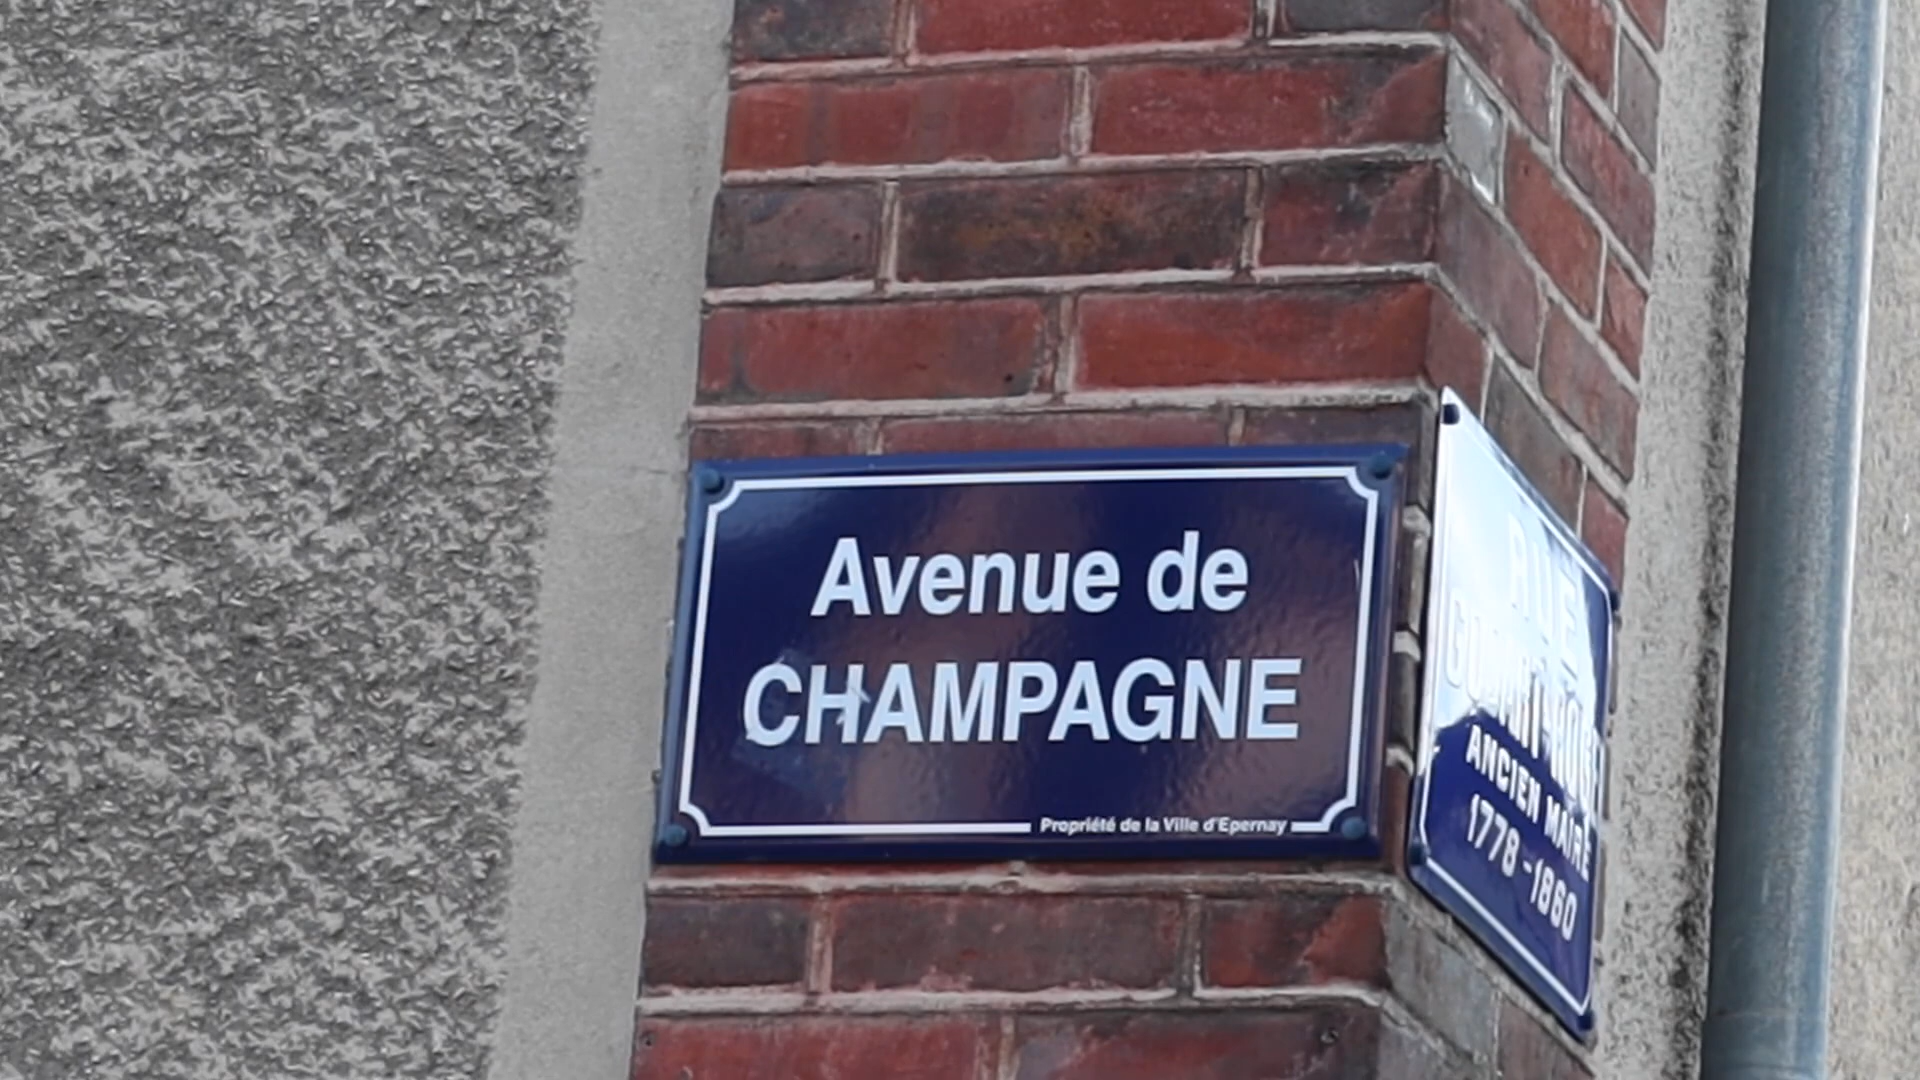 Avenue de
CHAMPAGNE
Propriété de la Ville d'Epernay
RUE
ANCIEN MAIRE
1778-1860